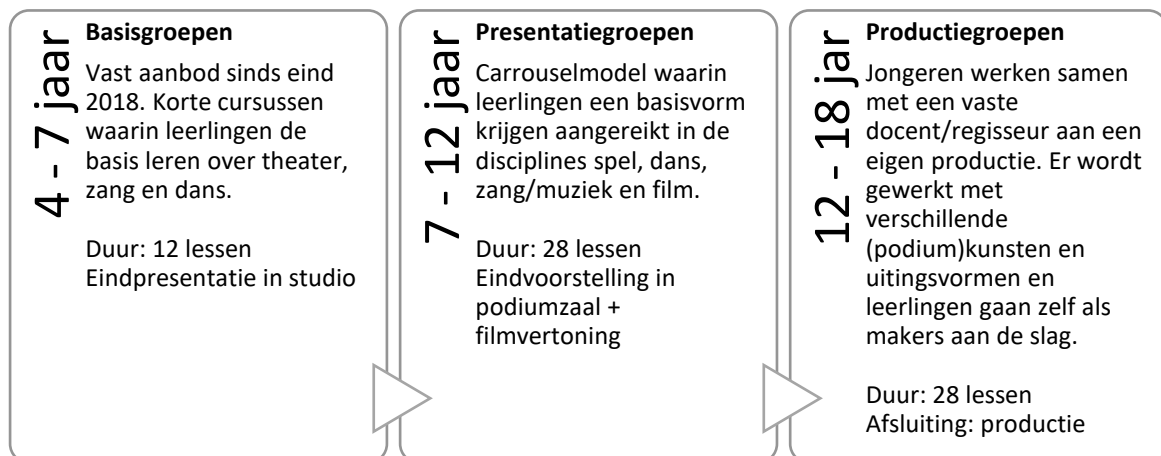 4 - 7 jaar
Basisgroepen
Vast aanbod sinds eind
2018. Korte cursussen
waarin leerlingen de
basis leren over theater,
zang en dans.
Duur: 12 lessen
Eindpresentatie in studio
7 - 12 jaar
Presentatiegroepen
Carrouselmodel waarin
leerlingen een basisvorm
krijgen aangereikt in de
disciplines spel, dans,
zang/muziek en film.
Duur: 28 lessen
Eindvoorstelling in
podiumzaal +
filmvertoning
12 - 18 jar
Productiegroepen
Jongeren werken samen
met een vaste
docent/regisseur aan een
eigen productie. Er wordt
gewerkt met
verschillende
(podium)kunsten en
uitingsvormen en
leerlingen gaan zelf als
makers aan de slag.
Duur: 28 lessen
Afsluiting: productie